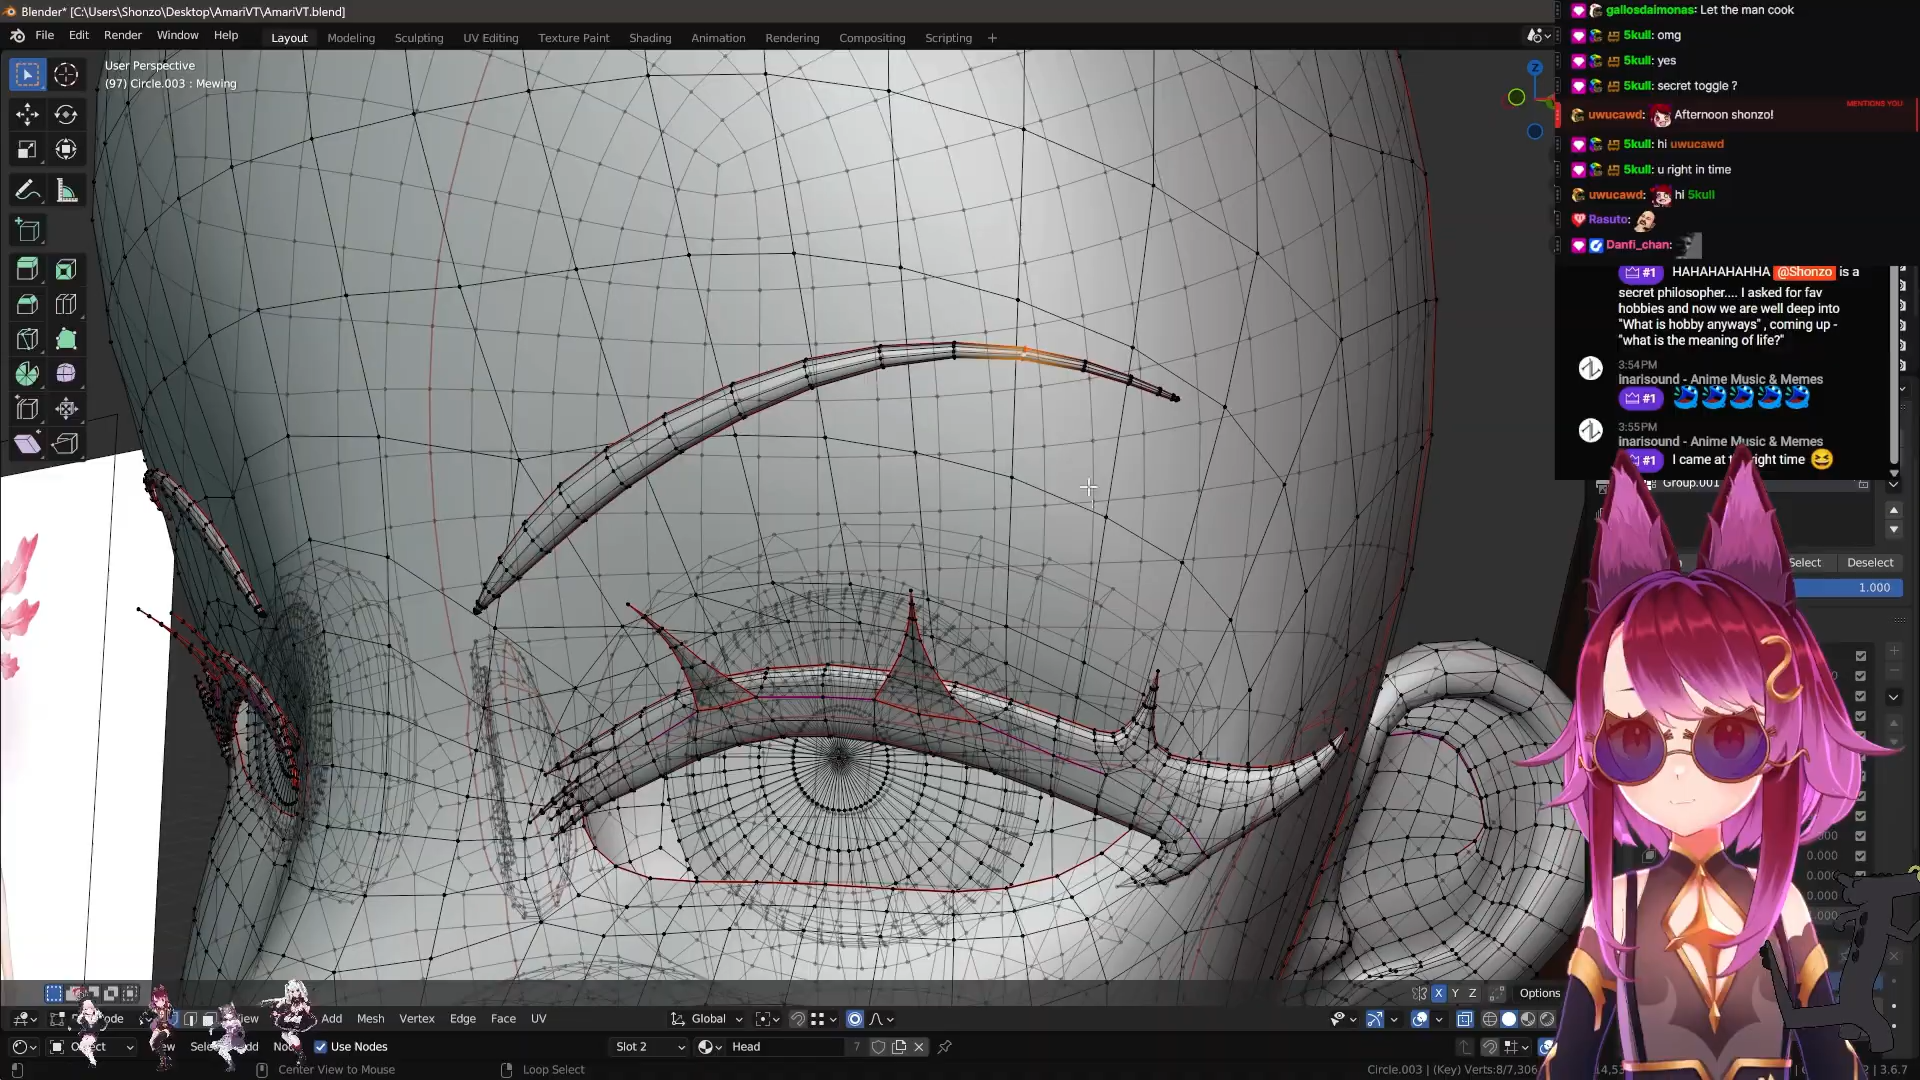 Blender* [C:\Users\Shonzo\Desktop\AmariVT\AmariVT.blend]
File Edit Render Window Help
Layout Modeling Sculpting UV Editing Texture Paint Shading Animation Rendering Compositing Scripting +
User Perspective
(97) Circle.003 : Mewing
Z
gallosdaimonas: Let the man cook
5kull: omg
5kull: yes
5kull: secret toggle ?
MENTIONS YOU
uwucawd: Afternoon shonzo!
5kull: hi uwucawd
5kull: u right in time
uwucawd: hi 5kull
Rasuto:
Danfi_chan:
#1 HAHAHAHAHHA @Shonzo is a
secret philosopher.... I asked for fav
hobbies and now we are well deep into
"What is hobby anyways" , coming up -
"what is the meaning of life?"
3:54PM
inarisound - Anime Music & Memes
#1
3:55PM
inarisound - Anime Music & Memes
#1 I came at right time
Group.001
Select Deselect
1.000
0.000
0.000
0.000
X Y Z Options
Add Mesh Vertex Edge Face UV
Global
Object
Use Nodes
Slot 2
Head 7
Center View to Mouse
Loop Select
Circle.003 | (Key) Verts:8/7,306
3.6.7